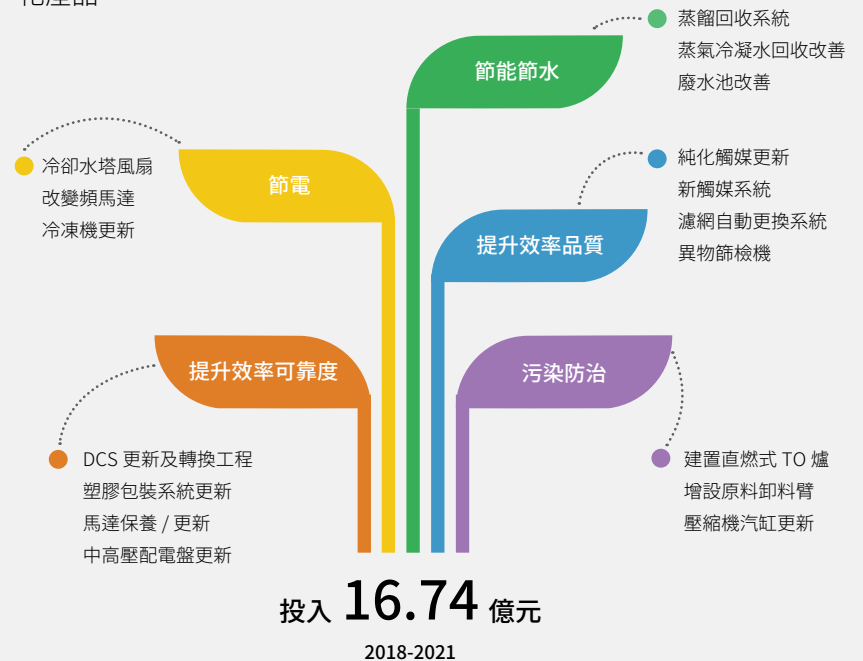 節能節水
蒸餾回收系統
蒸氣冷凝水回收改善
廢水池改善
節電
冷卻水塔風扇
改變頻馬達
冷凍機更新
提升效率品質
純化觸媒更新
新觸媒系統
濾網自動更換系統
異物篩檢機
提升效率可靠度
DCS 更新及轉換工程
塑膠包裝系統更新
馬達保養 / 更新
中高壓配電盤更新
污染防治
建置直燃式 TO 爐
增設原料卸料臂
壓縮機汽缸更新
投入 16.74 億元
2018-2021